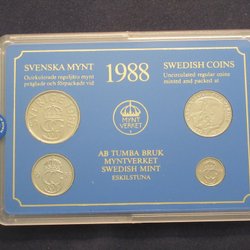 SVENSKA MYNT
Ocirkulerade reguljära mynt
präglade och förpackade vid
1988
SWEDISH COINS
Uncirculated regular coins
minted and packed at
MYNT
VERKET
AB TUMBA BRUK
MYNTVERKET
SWEDISH MINT
ESKILSTUNA